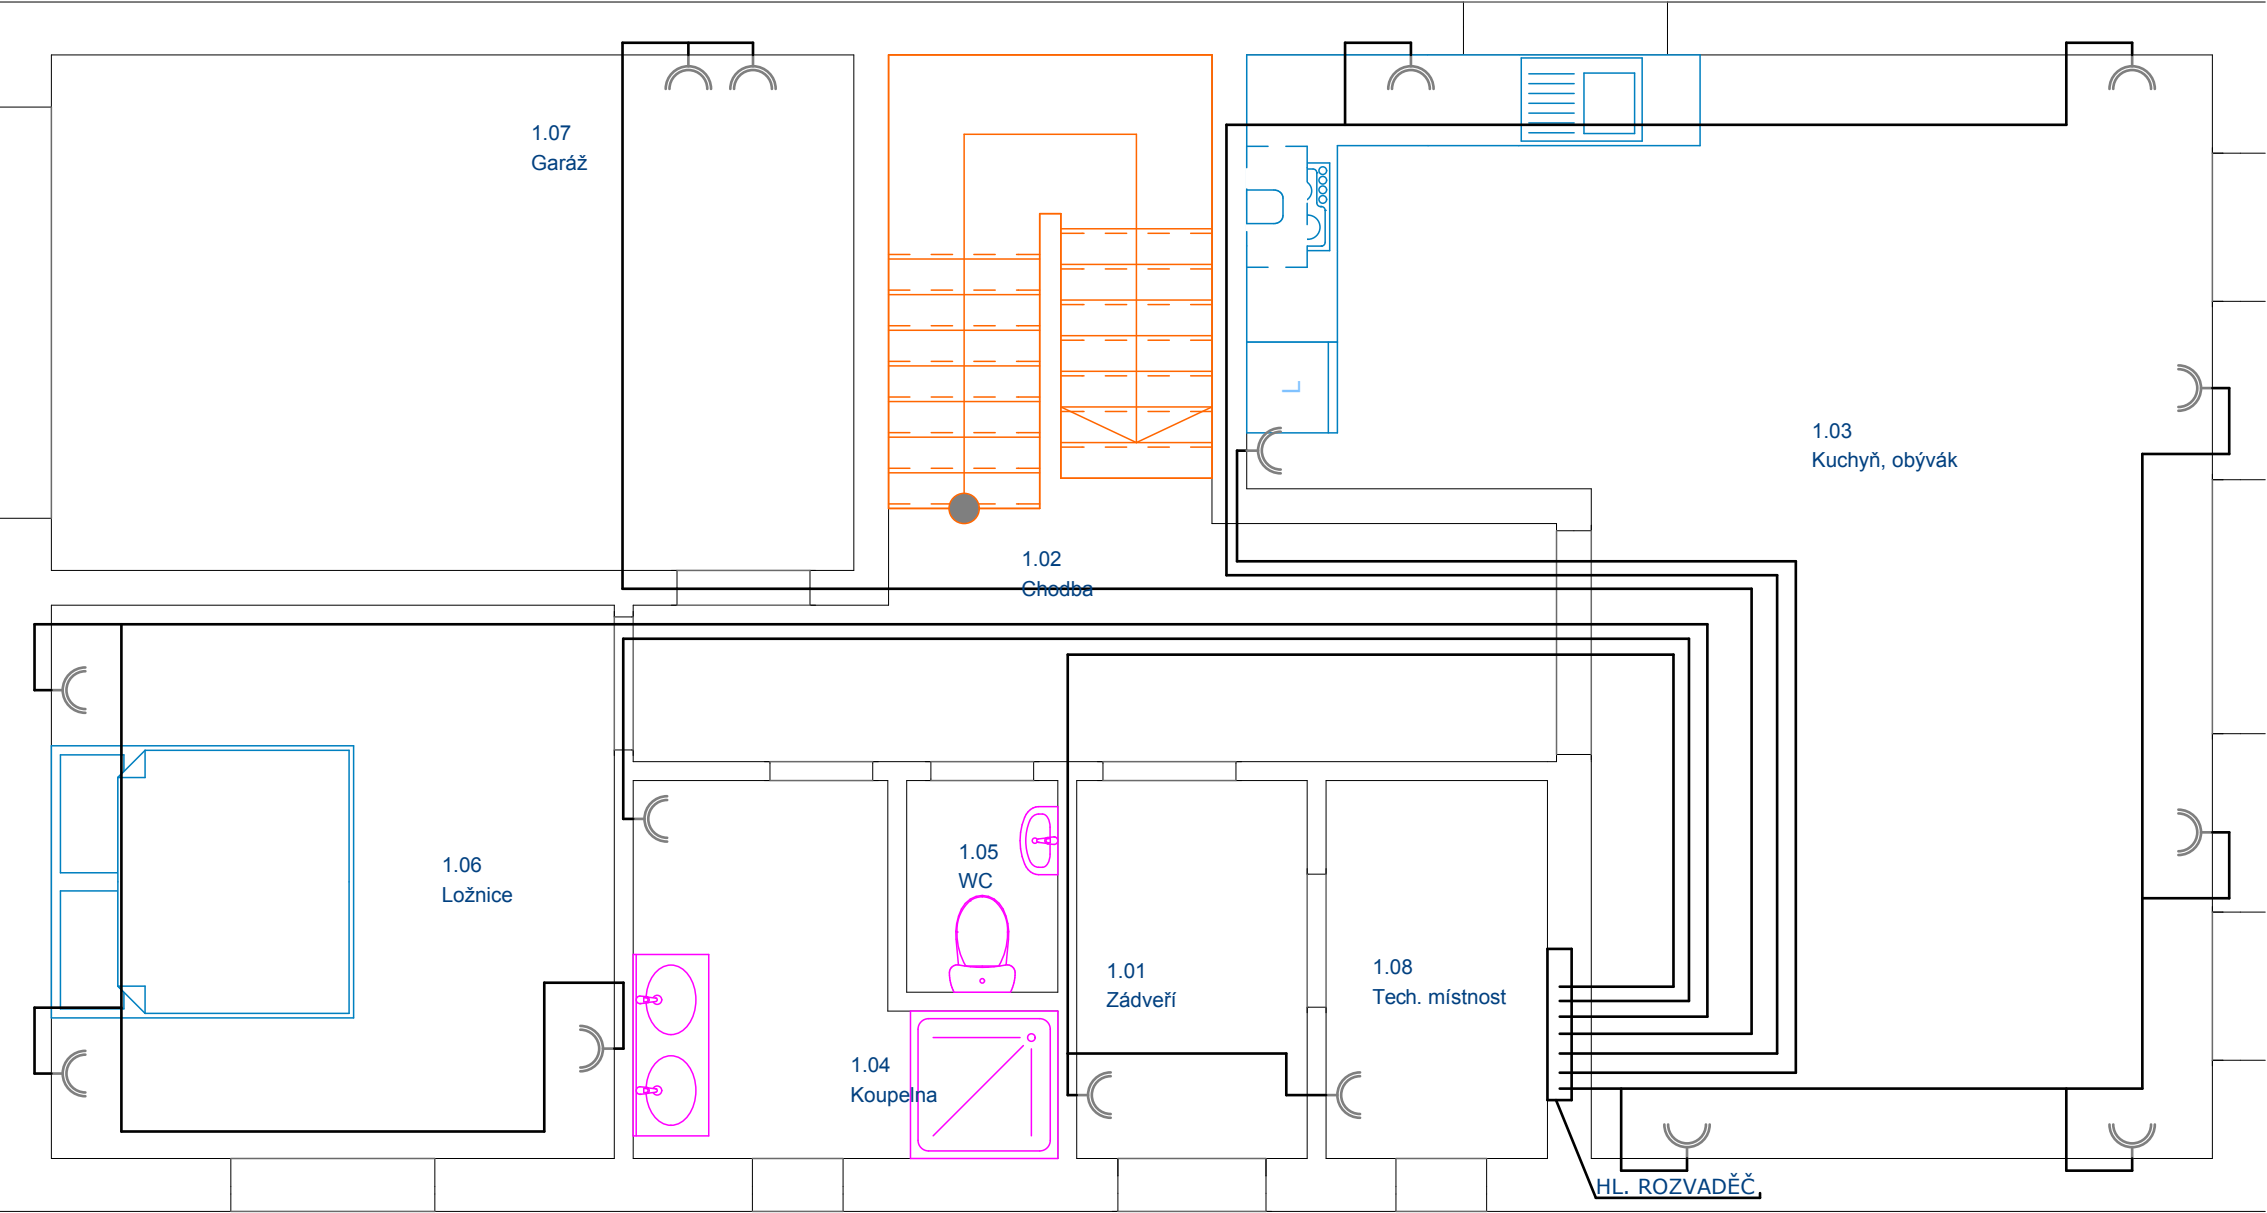 1.07
Garáž
1.03
Kuchyň, obývák
L
1.02
Chodba
1.06
Ložnice
1.05
WC
1.01
Zádveří
1.08
Tech. místnost
1.04
Koupelna
HL. ROZVADĚČ